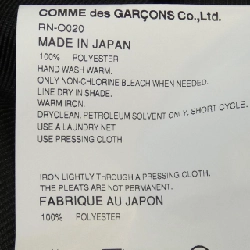 COMME des GARÇONS Co.,Ltd.
RN-O020
MADE IN JAPAN
100% POLYESTER
HAND WASH WARM.
ONLY NON-CHLORINE BLEACH WHEN NEEDED.
LINE DRY IN SHADE.
WARM IRON.
DRYCLEAN, PETROLEUM SOLVENT ONLY, SHORT CYCLE.
USE A LAUNDRY NET
USE PRESSING CLOTH
IRON LIGHTLY THROUGH A PRESSING CLOTH.
THE PLEATS ARE NOT PERMANENT.
FABRIQUE AU JAPON
100% POLYESTER